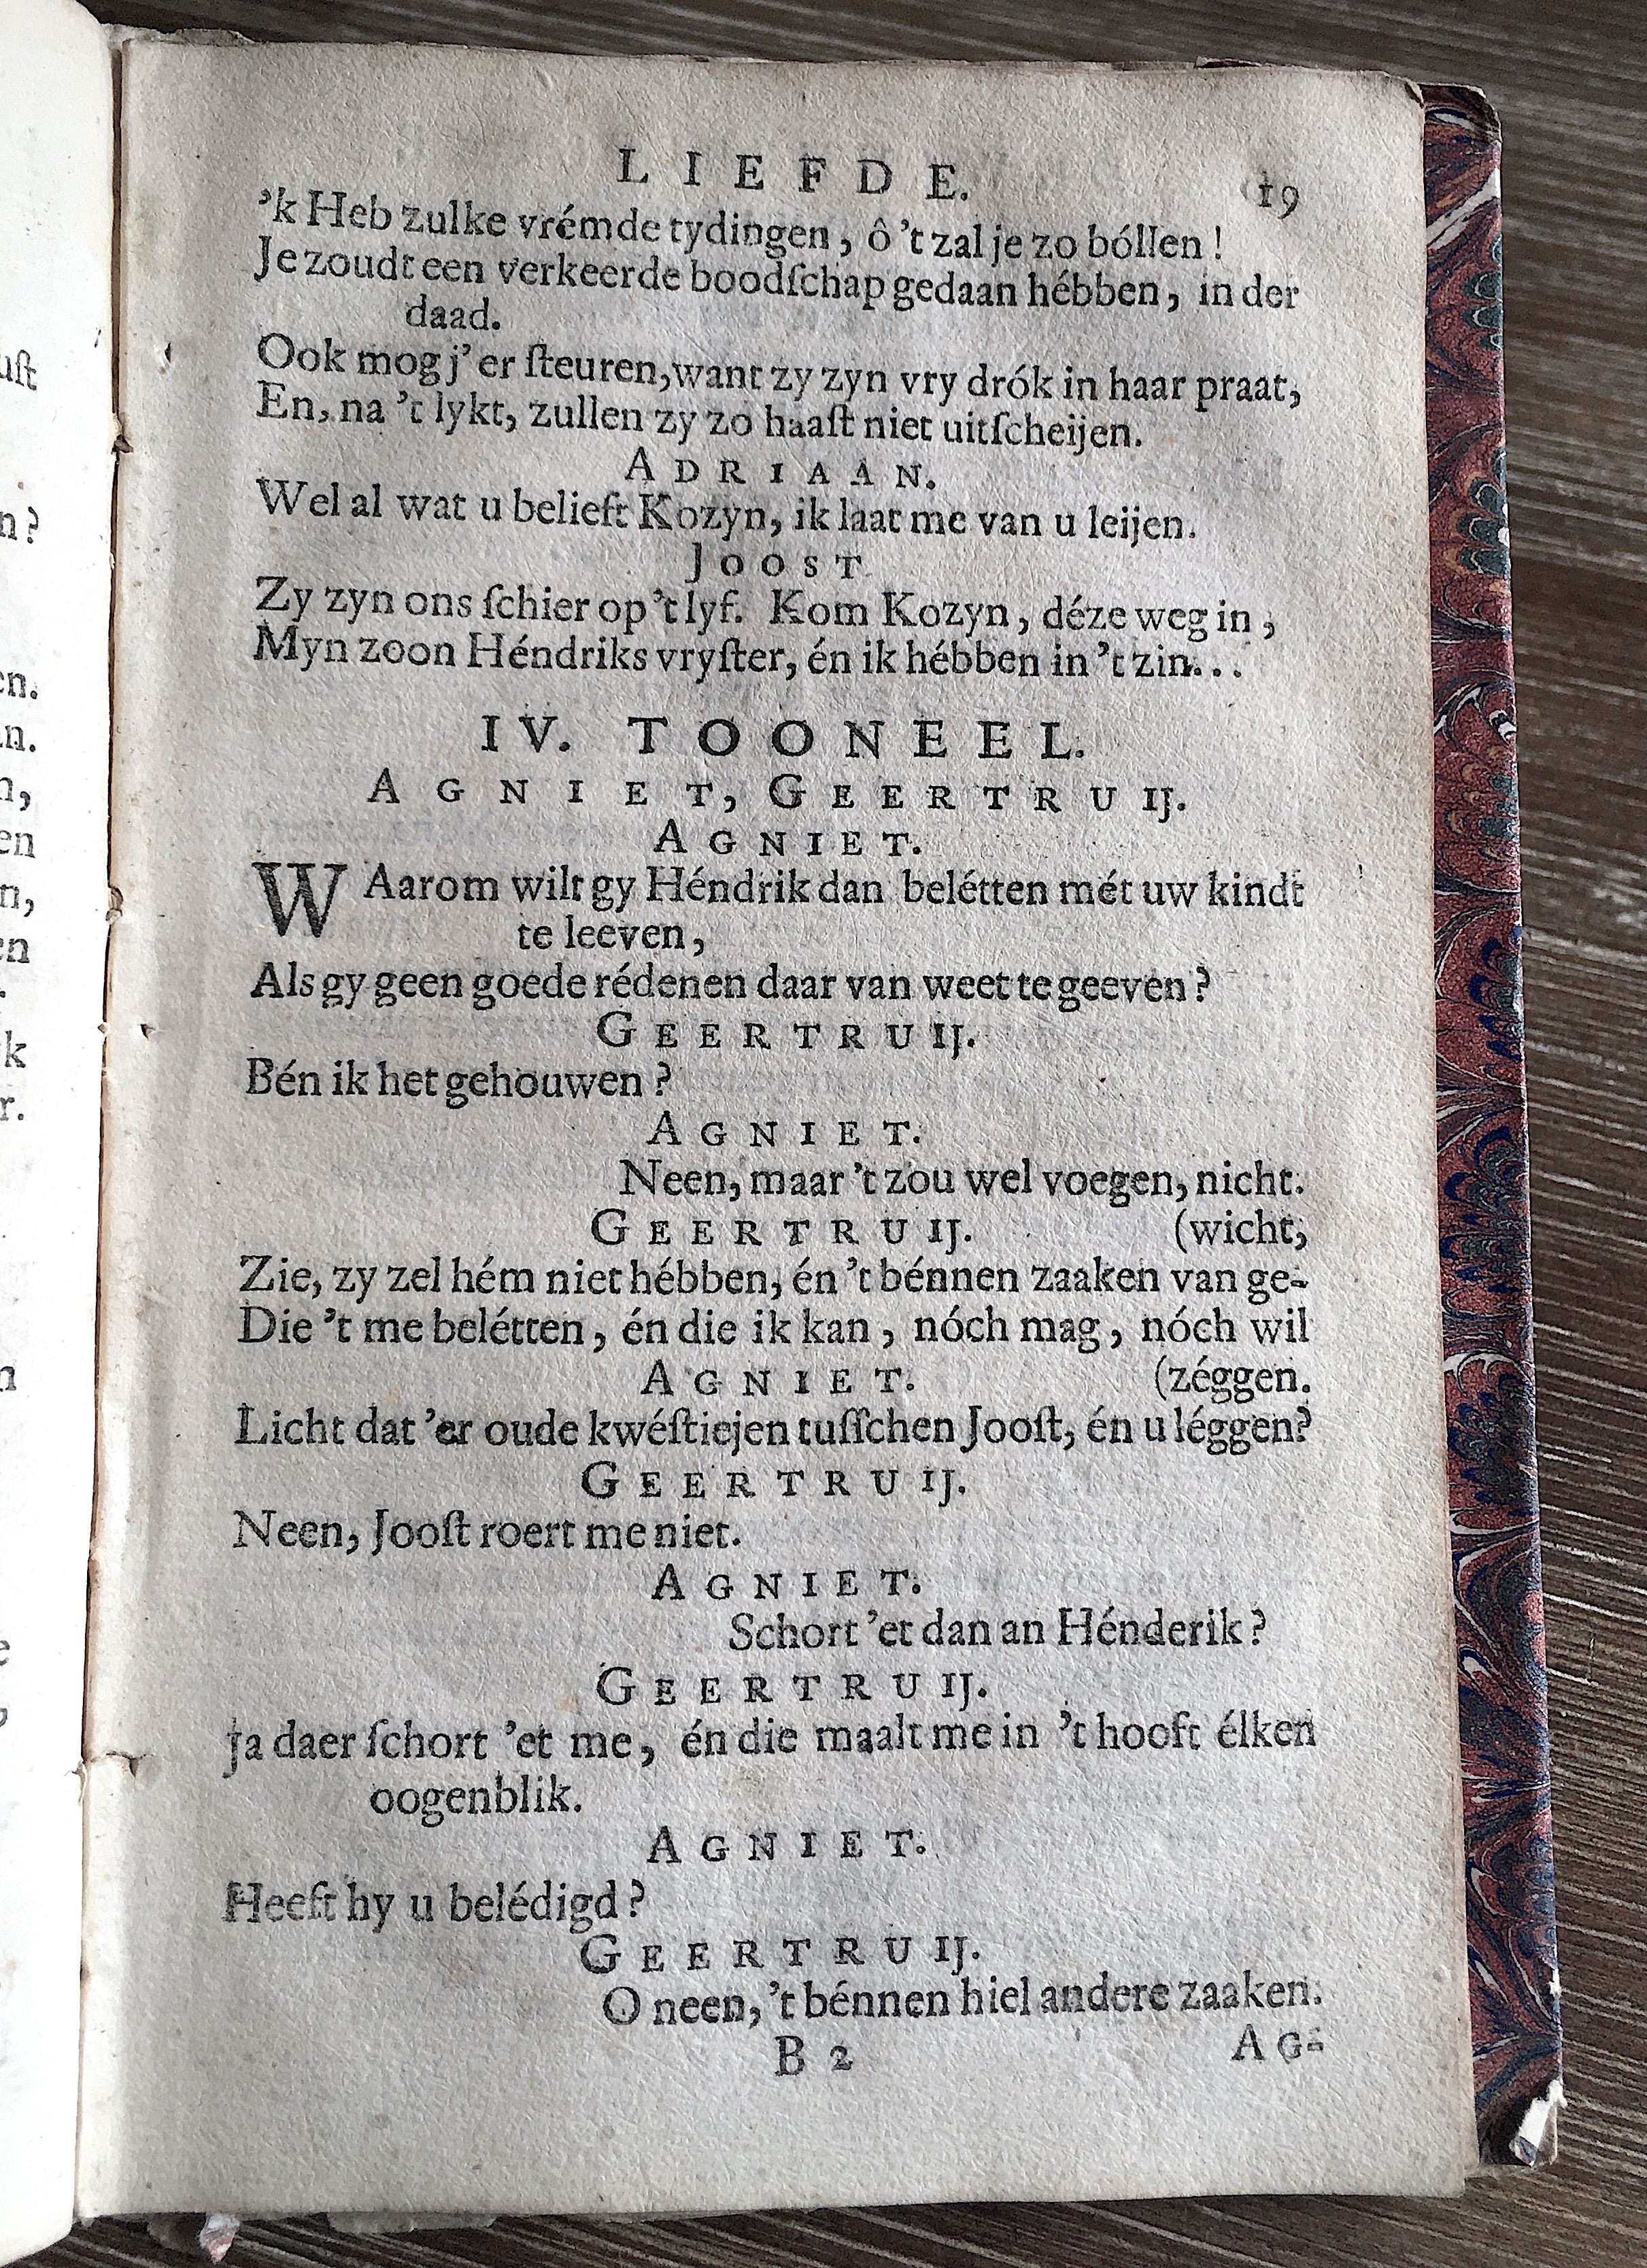 LIEFDE. 19
’k Heb zulke vrémde tydingen, ô ’t zal je zo bóllen!
Je zoudt een verkeerde boodſchap gedaan hébben, in der
daad.
Ook mog j’ er ſteuren, want zy zyn vry drók in haar praat,
En, na ’t lykt, zullen zy zo haaſt niet uitſcheijen.
ADRIAAN.
Wel al wat u belieft Kozyn, ik laat me van u leijen.
JOOST
Zy zyn ons ſchier op ’t lyf. Kom Kozyn, déze weg in,
Myn zoon Héndriks vryſter, én ik hébben in ’t zin...
IV. TOONEEL.
AGNIET, GEERTRUIJ.
AGNIET.
WAarom wilt gy Héndrik dan belétten mét uw kindt
te leeven,
Als gy geen goede rédenen daar van weet te geeven?
GEERTRUIJ.
Bén ik het gehouwen?
AGNIET.
Neen, maar ’t zou wel voegen, nicht.
GEERTRUIJ. (wicht,
Zie, zy zel hém niet hébben, én ’t bénnen zaaken van ge-
Die ’t me belétten, én die ik kan, nóch mag, nóch wil
AGNIET. (zéggen.
Licht dat ’er oude kwéſtiejen tuſſchen Jooſt, én u léggen?
GEERTRUIJ.
Neen, Jooſt roert me niet.
AGNIET.
Schort ’et dan an Hénderik?
GEERTRUIJ.
Ja daer ſchort ’et me, én die maalt me in ’t hooft élken
oogenblik.
AGNIET.
Heeft hy u belédigd?
GEERTRUIJ.
O neen, ’t bénnen hiel andere zaaken.
B 2 AG-